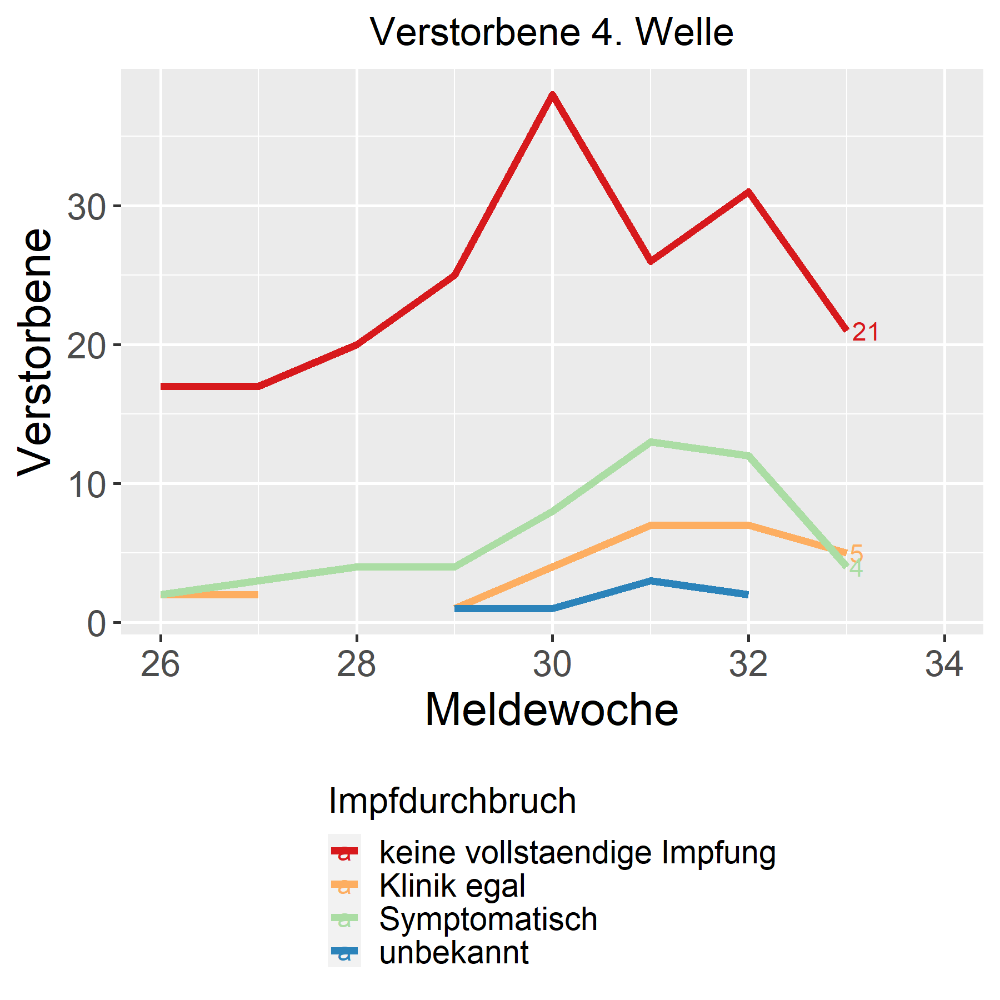 Verstorbene 4. Welle
Verstorbene
30
20
10
0
21
5
4
26 28 30 32 34
Meldewoche
Impfdurchbruch
a keine vollstaendige Impfung
a Klinik egal
a Symptomatisch
a unbekannt